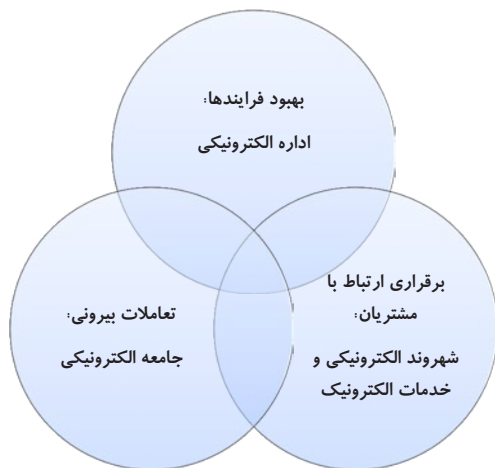 بهبود فرایندها:
اداره الکترونیکی
برقراری ارتباط با
مشتریان:
شهروند الکترونیکی و
خدمات الکترونیک
تعاملات بیرونی:
جامعه الکترونیکی